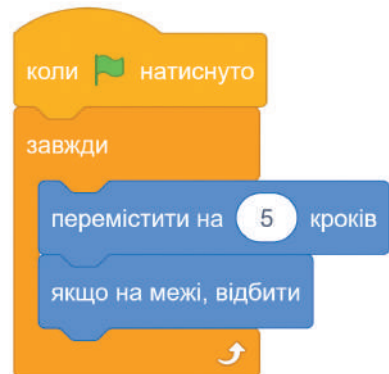 коли натиснуто
завжди
перемістити на 5 кроків
якщо на межі, відбити